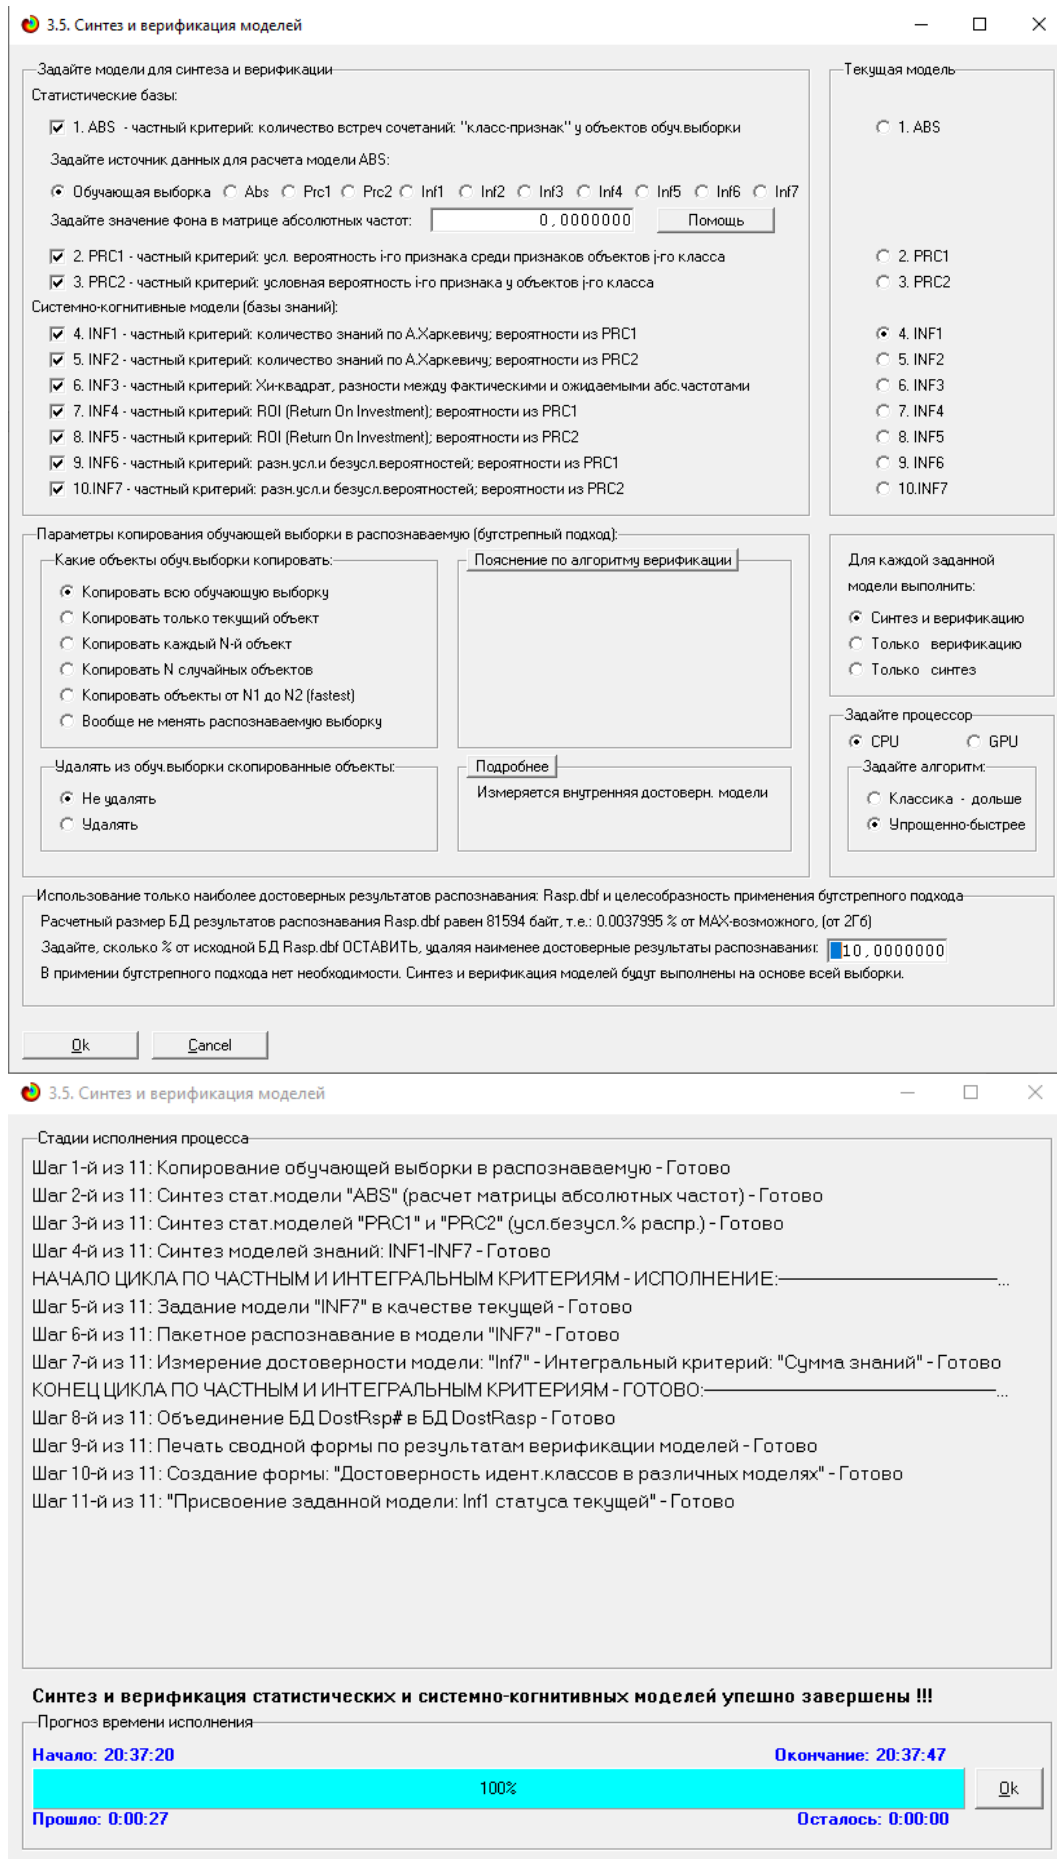 3.5. Синтез и верификация моделей
Задайте модели для синтеза и верификации
Текущая модель
Статистические базы:
1. ABS - частный критерий: количество встреч сочетаний: "класс-признак" у объектов обуч.выборки
1. ABS
Задайте источник данных для расчета модели ABS:
Обучающая выборка Abs Prc1 Prc2 Inf1 Inf2 Inf3 Inf4 Inf5 Inf6 Inf7
Задайте значение фона в матрице абсолютных частот: 0,0000000 Помощь
2. PRC1 - частный критерий: усл. вероятность i-го признака среди признаков объектов j-го класса
2. PRC1
3. PRC2 - частный критерий: условная вероятность i-го признака у объектов j-го класса
3. PRC2
Системно-когнитивные модели (базы знаний):
4. INF1 - частный критерий: количество знаний по А.Харкевичу; вероятности из PRC1
4. INF1
5. INF2 - частный критерий: количество знаний по А.Харкевичу; вероятности из PRC2
5. INF2
6. INF3 - частный критерий: Хи-квадрат, разности между фактическими и ожидаемыми абс.частотами
6. INF3
7. INF4 - частный критерий: ROI (Return On Investment); вероятности из PRC1
7. INF4
8. INF5 - частный критерий: ROI (Return On Investment); вероятности из PRC2
8. INF5
9. INF6 - частный критерий: разн.усл.и безусл.вероятностей; вероятности из PRC1
9. INF6
10.INF7 - частный критерий: разн.усл.и безусл.вероятностей; вероятности из PRC2
10.INF7
Параметры копирования обучающей выборки в распознаваемую (бутстрепный подход):
Какие объекты обуч.выборки копировать:
Копировать всю обучающую выборку
Копировать только текущий объект
Копировать каждый N-й объект
Копировать N случайных объектов
Копировать объекты от N1 до N2 (fastest)
Вообще не менять распознаваемую выборку
Пояснение по алгоритму верификации
Для каждой заданной
модели выполнить:
Синтез и верификацию
Только верификацию
Только синтез
Удалять из обуч.выборки скопированные объекты:
Не удалять
Удалять
Подробнее
Измеряется внутренняя достоверн. модели
Задайте процессор
CPU GPU
Задайте алгоритм:
Классика - дольше
Упрощенно-быстрее
Использование только наиболее достоверных результатов распознавания: Rasp.dbf и целесобразность применения бутстрепного подхода
Расчетный размер БД результатов распознавания Rasp.dbf равен 81594 байт, т.е.: 0.0037995 % от MAX-возможного, (от 2Гб)
Задайте, сколько % от исходной БД Rasp.dbf ОСТАВИТЬ, удаляя наименее достоверные результаты распознавания: 10,0000000
В примении бутстрепного подхода нет необходимости. Синтез и верификация моделей будут выполнены на основе всей выборки.
Ok Cancel
3.5. Синтез и верификация моделей
Стадии исполнения процесса
Шаг 1-й из 11: Копирование обучающей выборки в распознаваемую - Готово
Шаг 2-й из 11: Синтез стат.модели "ABS" (расчет матрицы абсолютных частот) - Готово
Шаг 3-й из 11: Синтез стат.моделей "PRC1" и "PRC2" (усл.безусл.% распр.) - Готово
Шаг 4-й из 11: Синтез моделей знаний: INF1-INF7 - Готово
НАЧАЛО ЦИКЛА ПО ЧАСТНЫМ И ИНТЕГРАЛЬНЫМ КРИТЕРИЯМ - ИСПОЛНЕНИЕ:————————...
Шаг 5-й из 11: Задание модели "INF7" в качестве текущей - Готово
Шаг 6-й из 11: Пакетное распознавание в модели "INF7" - Готово
Шаг 7-й из 11: Измерение достоверности модели: "Inf7" - Интегральный критерий: "Сумма знаний" - Готово
КОНЕЦ ЦИКЛА ПО ЧАСТНЫМ И ИНТЕГРАЛЬНЫМ КРИТЕРИЯМ - ГОТОВО:————————...
Шаг 8-й из 11: Объединение БД DostRsp# в БД DostRasp - Готово
Шаг 9-й из 11: Печать сводной формы по результатам верификации моделей - Готово
Шаг 10-й из 11: Создание формы: "Достоверность идент.классов в различных моделях" - Готово
Шаг 11-й из 11: "Присвоение заданной модели: Inf1 статуса текущей" - Готово
Синтез и верификация статистических и системно-когнитивных моделей упешно завершены !!!
Прогноз времени исполнения
Начало: 20:37:20 Окончание: 20:37:47
100% Ok
Прошло: 0:00:27 Осталось: 0:00:00